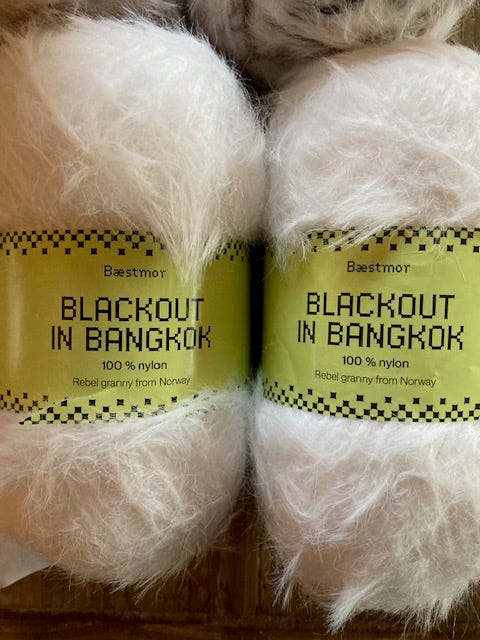 Bæstmor
BLACKOUT
IN BANGKOK
100 % nylon
Rebel granny from Norway
Bæstmor
BLACKOUT
IN BANGKOK
100 % nylon
Rebel granny from Norway